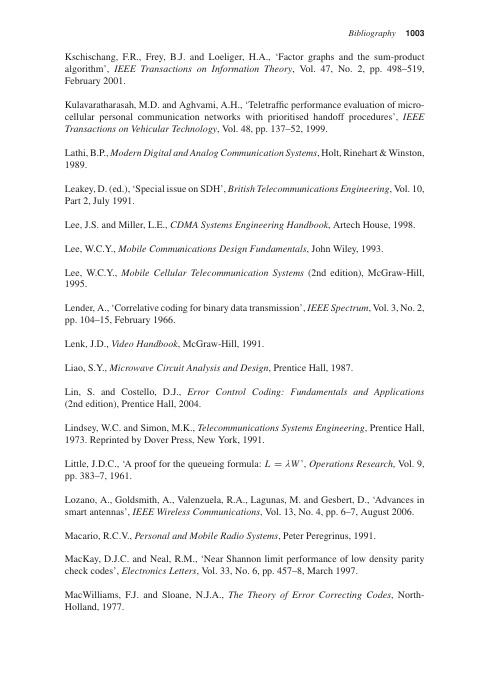 Bibliography 1003
Kschischang, F.R., Frey, B.J. and Loeliger, H.A., ‘Factor graphs and the sum-product
algorithm’, IEEE Transactions on Information Theory, Vol. 47, No. 2, pp. 498–519,
February 2001.
Kulavaratharasah, M.D. and Aghvami, A.H., ‘Teletraffic performance evaluation of micro-
cellular personal communication networks with prioritised handoff procedures’, IEEE
Transactions on Vehicular Technology, Vol. 48, pp. 137–52, 1999.
Lathi, B.P., Modern Digital and Analog Communication Systems, Holt, Rinehart & Winston,
1989.
Leakey, D. (ed.), ‘Special issue on SDH’, British Telecommunications Engineering, Vol. 10,
Part 2, July 1991.
Lee, J.S. and Miller, L.E., CDMA Systems Engineering Handbook, Artech House, 1998.
Lee, W.C.Y., Mobile Communications Design Fundamentals, John Wiley, 1993.
Lee, W.C.Y., Mobile Cellular Telecommunication Systems (2nd edition), McGraw-Hill,
1995.
Lender, A., ‘Correlative coding for binary data transmission’, IEEE Spectrum, Vol. 3, No. 2,
pp. 104–15, February 1966.
Lenk, J.D., Video Handbook, McGraw-Hill, 1991.
Liao, S.Y., Microwave Circuit Analysis and Design, Prentice Hall, 1987.
Lin, S. and Costello, D.J., Error Control Coding: Fundamentals and Applications
(2nd edition), Prentice Hall, 2004.
Lindsey, W.C. and Simon, M.K., Telecommunications Systems Engineering, Prentice Hall,
1973. Reprinted by Dover Press, New York, 1991.
Little, J.D.C., ‘A proof for the queueing formula: L = λW’, Operations Research, Vol. 9,
pp. 383–7, 1961.
Lozano, A., Goldsmith, A., Valenzuela, R.A., Lagunas, M. and Gesbert, D., ‘Advances in
smart antennas’, IEEE Wireless Communications, Vol. 13, No. 4, pp. 6–7, August 2006.
Macario, R.C.V., Personal and Mobile Radio Systems, Peter Peregrinus, 1991.
MacKay, D.J.C. and Neal, R.M., ‘Near Shannon limit performance of low density parity
check codes’, Electronics Letters, Vol. 33, No. 6, pp. 457–8, March 1997.
MacWilliams, F.J. and Sloane, N.J.A., The Theory of Error Correcting Codes, North-
Holland, 1977.